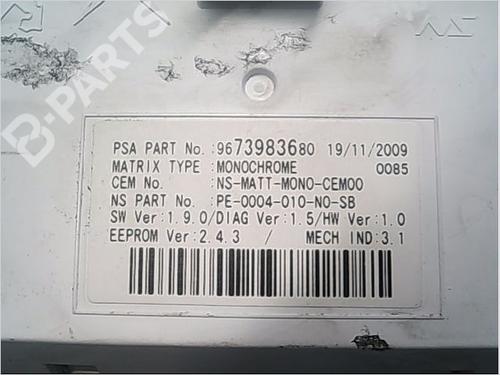 B-PARTS
PSA PART No. :9673983680 19/11/2009
MATRIX TYPE :MONOCHROME 0085
CEM No. :NS-MATT-MONO-CEM00
NS PART No. :PE-0004-010-N0-SB
SW Ver:1.9.0/DIAG Ver:1.5/HW Ver:1.0
EEPROM Ver:2.4.3 / MECH IND:3.1